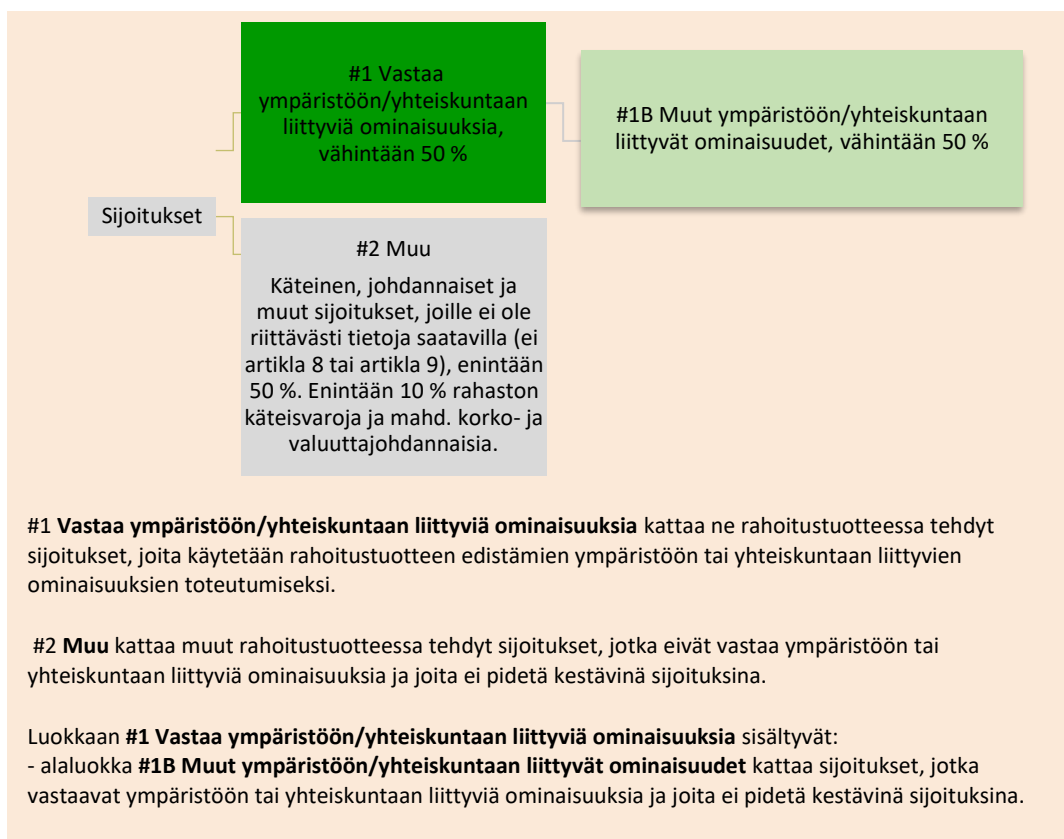 #1 Vastaa
ympäristöön/yhteiskuntaan
liittyviä ominaisuuksia,
vähintään 50 %
#1B Muut ympäristöön/yhteiskuntaan
liittyvät ominaisuudet, vähintään 50 %
Sijoitukset
#2 Muu
Käteinen, johdannaiset ja
muut sijoitukset, joille ei ole
riittävästi tietoja saatavilla (ei
artikla 8 tai artikla 9), enintään
50 %. Enintään 10 % rahaston
käteisvaroja ja mahd. korko- ja
valuuttajohdannaisia.
#1 Vastaa ympäristöön/yhteiskuntaan liittyviä ominaisuuksia kattaa ne rahoitustuotteessa tehdyt
sijoitukset, joita käytetään rahoitustuotteen edistämien ympäristöön tai yhteiskuntaan liittyvien
ominaisuuksien toteutumiseksi.
#2 Muu kattaa muut rahoitustuotteessa tehdyt sijoitukset, jotka eivät vastaa ympäristöön tai
yhteiskuntaan liittyviä ominaisuuksia ja joita ei pidetä kestävinä sijoituksina.
Luokkaan #1 Vastaa ympäristöön/yhteiskuntaan liittyviä ominaisuuksia sisältyvät:
- alaluokka #1B Muut ympäristöön/yhteiskuntaan liittyvät ominaisuudet kattaa sijoitukset, jotka
vastaavat ympäristöön tai yhteiskuntaan liittyviä ominaisuuksia ja joita ei pidetä kestävinä sijoituksina.